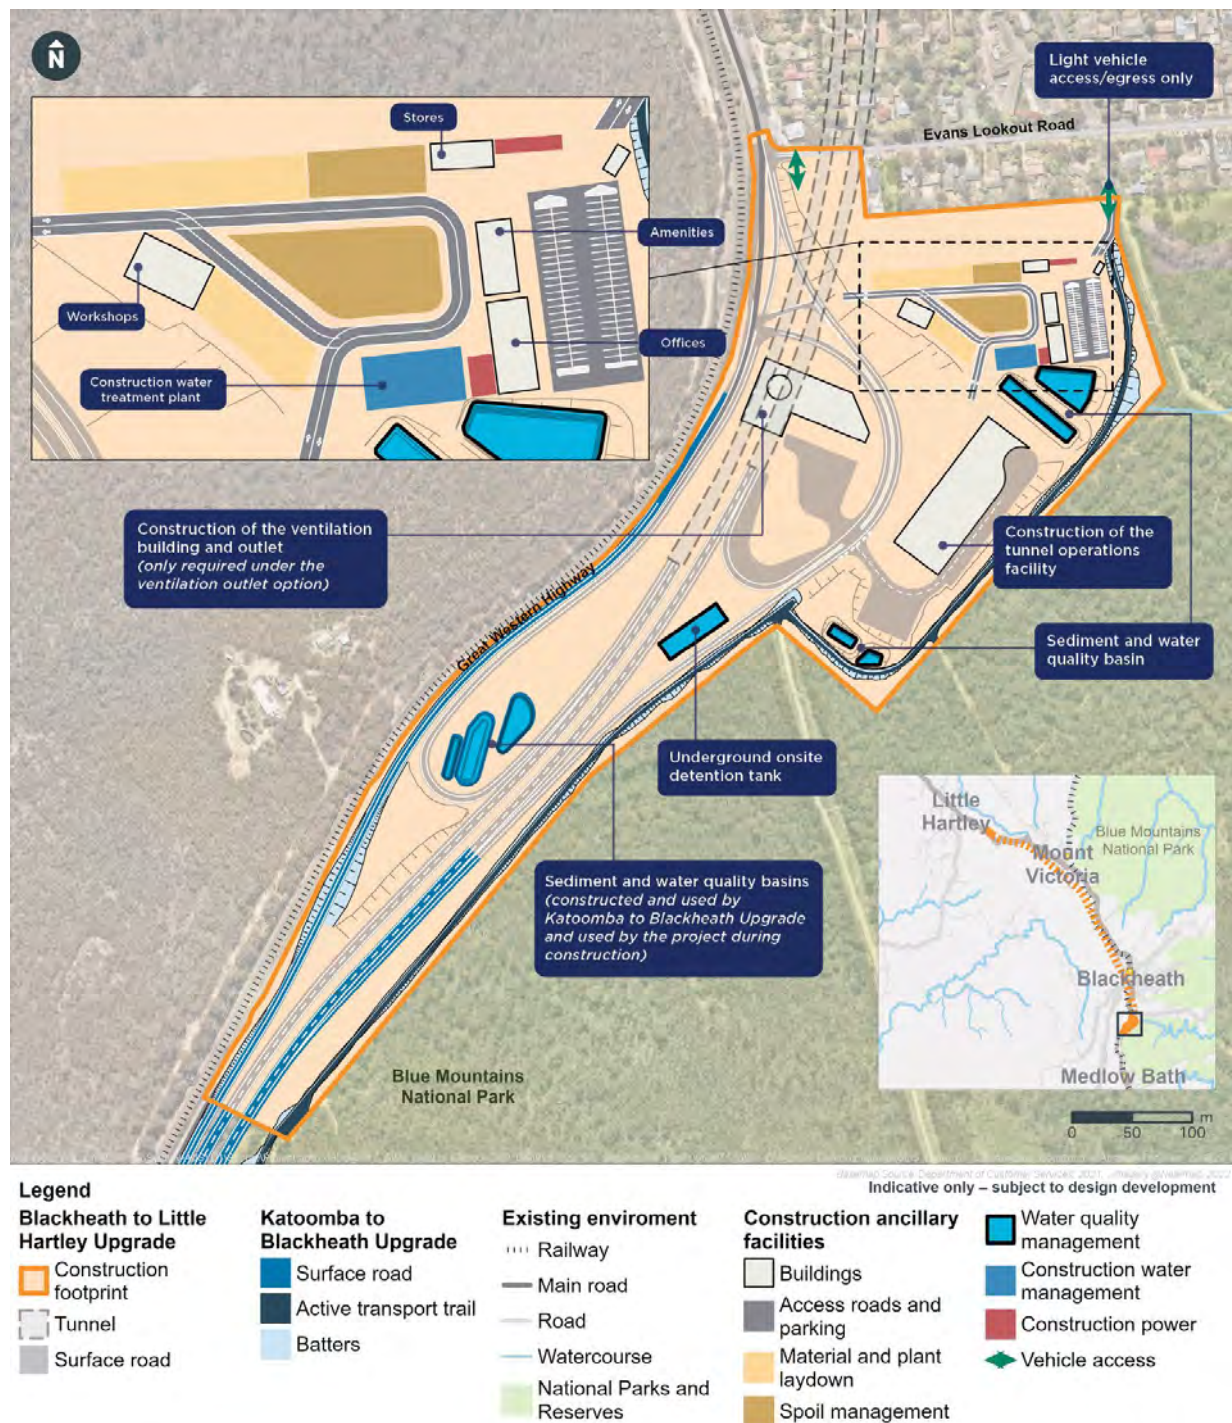 N
Light vehicle
access/egress only
Evans Lookout Road
Stores
Amenities
Workshops
Offices
Construction water
treatment plant
Construction of the ventilation
building and outlet
(only required under the
ventilation outlet option)
Great Western Highway
Construction of the
tunnel operations
facility
Sediment and water
quality basin
Underground onsite
detention tank
Sediment and water quality basins
(constructed and used by
Katoomba to Blackheath Upgrade
and used by the project during
construction)
Blue Mountains
National Park
Little
Hartley
Blue Mountains
National Park
Mount
Victoria
Blackheath
Medlow Bath
m
0 50 100
Indicative only – subject to design development
Legend
Blackheath to Little
Hartley Upgrade
Construction
footprint
Tunnel
Surface road
Katoomba to
Blackheath Upgrade
Surface road
Active transport trail
Batters
Existing enviroment
Railway
Main road
Road
Watercourse
National Parks and
Reserves
Construction ancillary
facilities
Buildings
Access roads and
parking
Material and plant
laydown
Spoil management
Water quality
management
Construction water
management
Construction power
Vehicle access